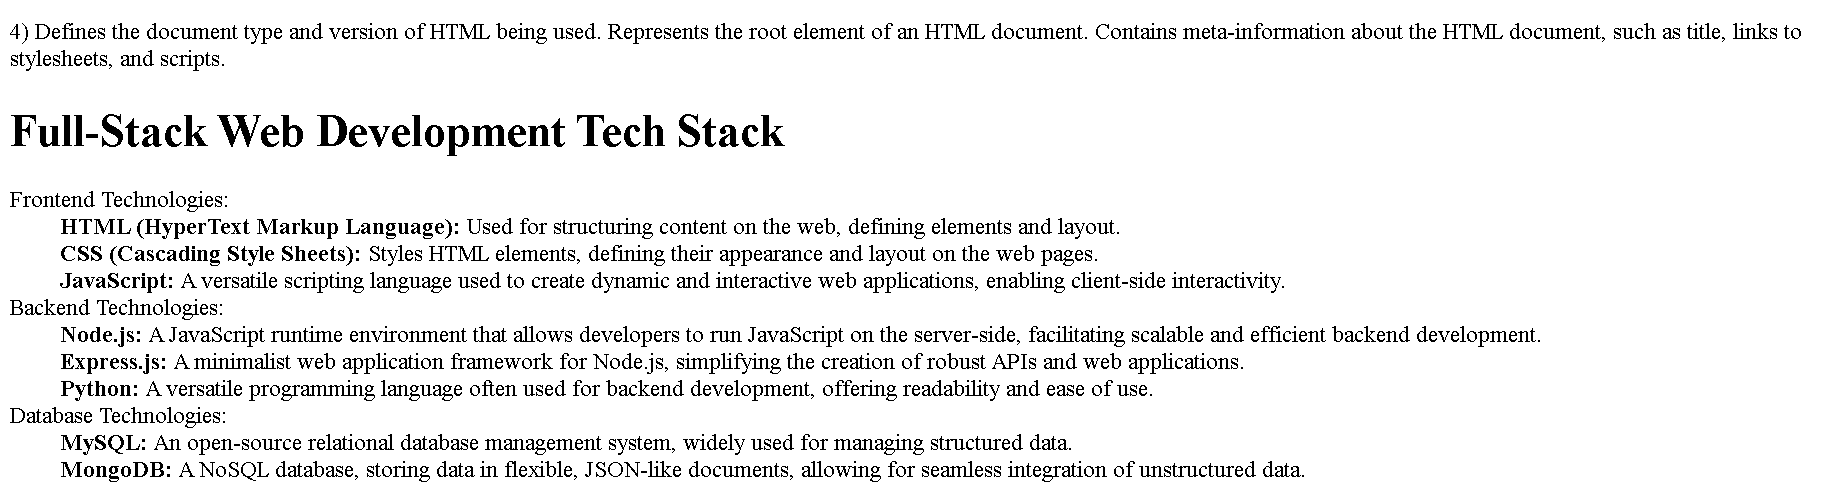 4) Defines the document type and version of HTML being used. Represents the root element of an HTML document. Contains meta-information about the HTML document, such as title, links to
stylesheets, and scripts.
Full-Stack Web Development Tech Stack
Frontend Technologies:
HTML (HyperText Markup Language): Used for structuring content on the web, defining elements and layout.
CSS (Cascading Style Sheets): Styles HTML elements, defining their appearance and layout on the web pages.
JavaScript: A versatile scripting language used to create dynamic and interactive web applications, enabling client-side interactivity.
Backend Technologies:
Node.js: A JavaScript runtime environment that allows developers to run JavaScript on the server-side, facilitating scalable and efficient backend development.
Express.js: A minimalist web application framework for Node.js, simplifying the creation of robust APIs and web applications.
Python: A versatile programming language often used for backend development, offering readability and ease of use.
Database Technologies:
MySQL: An open-source relational database management system, widely used for managing structured data.
MongoDB: A NoSQL database, storing data in flexible, JSON-like documents, allowing for seamless integration of unstructured data.